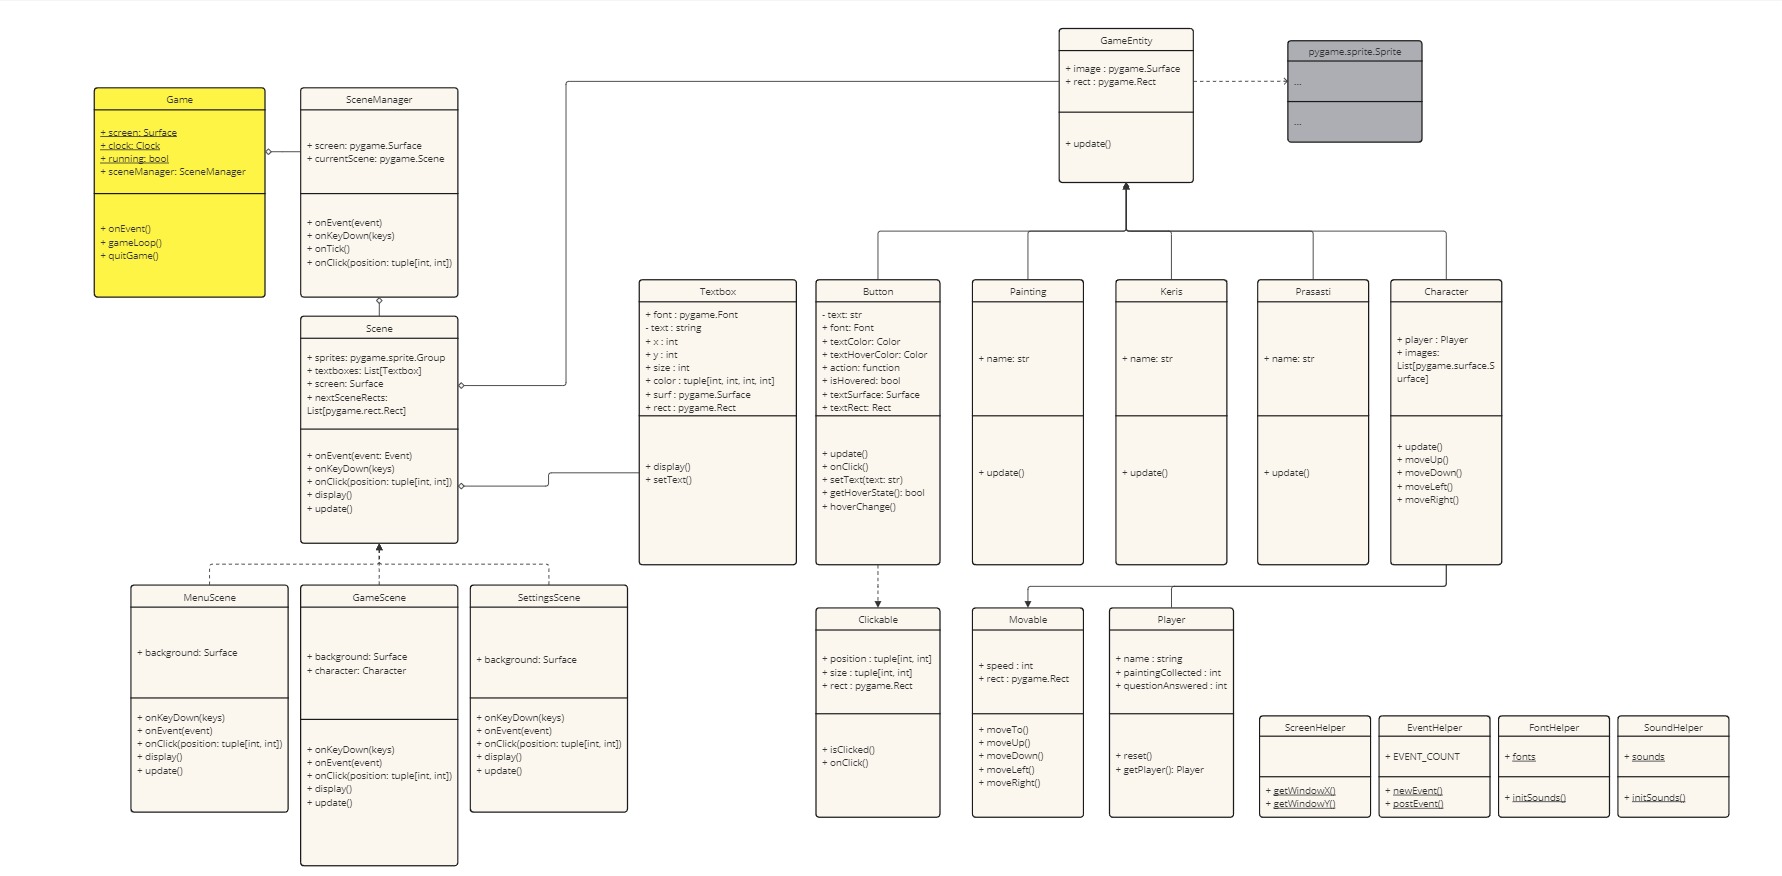 GameEntity
+ image : pygame.Surface
+ rect : pygame.Rect
+ update()
pygame.sprite.Sprite
...
...
Game
+ screen: Surface
+ clock: Clock
+ running: bool
+ sceneManager: SceneManager
+ onEvent()
+ gameLoop()
+ quitGame()
SceneManager
+ screen: pygame.Surface
+ currentScene: pygame.Scene
+ onEvent(event)
+ onKeyDown(keys)
+ onTick()
+ onClick(position: tuple[int, int])
Scene
+ sprites: pygame.sprite.Group
+ textboxes: List[Textbox]
+ screen: Surface
+ nextSceneRects:
List[pygame.rect.Rect]
+ onEvent(event: Event)
+ onKeyDown(keys)
+ onClick(position: tuple[int, int])
+ display()
+ update()
Textbox
+ font : pygame.Font
- text : string
+ x : int
+ y : int
+ size : int
+ color : tuple[int, int, int, int]
+ surf : pygame.Surface
+ rect : pygame.Rect
+ display()
+ setText()
Button
- text: str
+ font: Font
+ textColor: Color
+ textHoverColor: Color
+ action: function
+ isHovered: bool
+ textSurface: Surface
+ textRect: Rect
+ update()
+ onClick()
+ setText(text: str)
+ getHoverState(): bool
+ hoverChange()
Painting
+ name: str
+ update()
Keris
+ name: str
+ update()
Prasasti
+ name: str
+ update()
Character
+ player : Player
+ images:
List[pygame.surface.S
urface]
+ update()
+ moveUp()
+ moveDown()
+ moveLeft()
+ moveRight()
MenuScene
+ background: Surface
+ onKeyDown(keys)
+ onEvent(event)
+ onClick(position: tuple[int, int])
+ display()
+ update()
GameScene
+ background: Surface
+ character: Character
+ onKeyDown(keys)
+ onEvent(event)
+ onClick(position: tuple[int, int])
+ display()
+ update()
SettingsScene
+ background: Surface
+ onKeyDown(keys)
+ onEvent(event)
+ onClick(position: tuple[int, int])
+ display()
+ update()
Clickable
+ position : tuple[int, int]
+ size : tuple[int, int]
+ rect : pygame.Rect
+ isClicked()
+ onClick()
Movable
+ speed : int
+ rect : pygame.Rect
+ moveTo()
+ moveUp()
+ moveDown()
+ moveLeft()
+ moveRight()
Player
+ name : string
+ paintingCollected : int
+ questionAnswered : int
+ reset()
+ getPlayer(): Player
ScreenHelper
+ getWindowX()
+ getWindowY()
EventHelper
+ EVENT_COUNT
+ newEvent()
+ postEvent()
FontHelper
+ fonts
+ initSounds()
SoundHelper
+ sounds
+ initSounds()